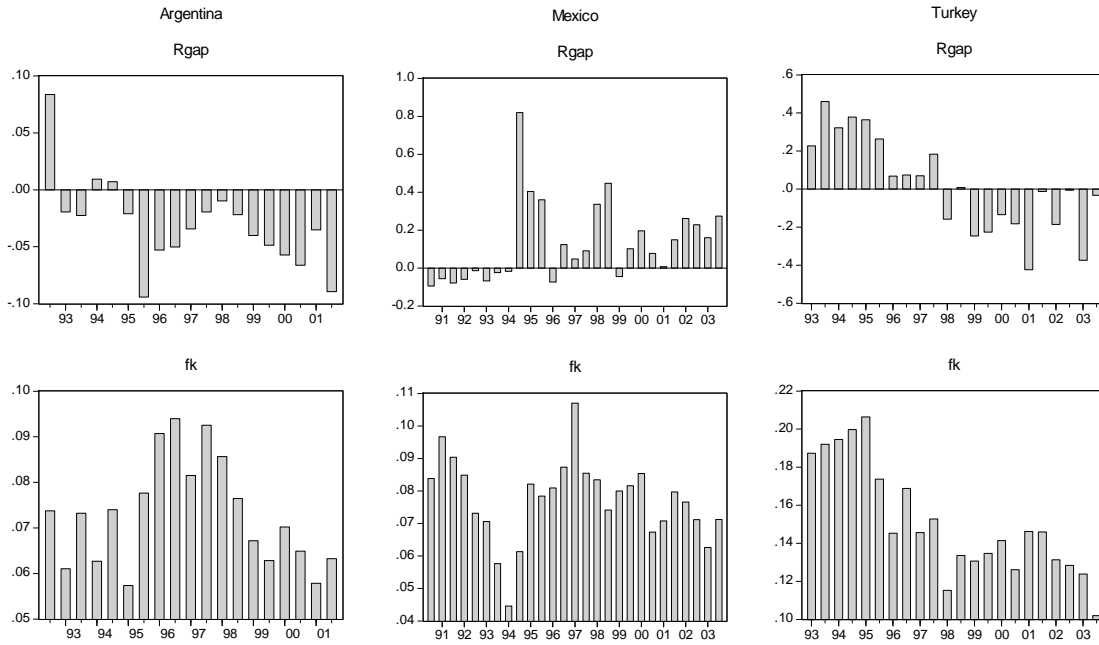 Argentina
Rgap
.10
.05
.00
-.05
-.10
93 94 95 96 97 98 99 00 01
fk
.10
.09
.08
.07
.06
.05
93 94 95 96 97 98 99 00 01
Mexico
Rgap
1.0
0.8
0.6
0.4
0.2
0.0
-0.2
91 92 93 94 95 96 97 98 99 00 01 02 03
fk
.11
.10
.09
.08
.07
.06
.05
.04
91 92 93 94 95 96 97 98 99 00 01 02 03
Turkey
Rgap
.6
.4
.2
.0
-.2
-.4
-.6
93 94 95 96 97 98 99 00 01 02 03
fk
.22
.20
.18
.16
.14
.12
.10
93 94 95 96 97 98 99 00 01 02 03